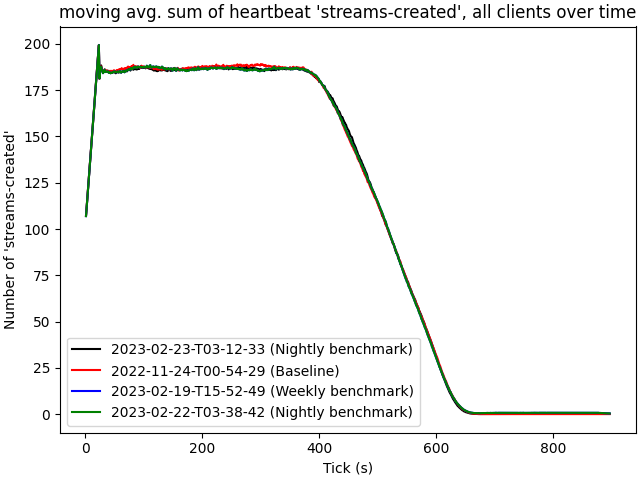 moving avg. sum of heartbeat 'streams-created', all clients over time
Number of 'streams-created'
200
175
150
125
100
75
50
25
0
2023-02-23-T03-12-33 (Nightly benchmark)
2022-11-24-T00-54-29 (Baseline)
2023-02-19-T15-52-49 (Weekly benchmark)
2023-02-22-T03-38-42 (Nightly benchmark)
0 200 400 600 800
Tick (s)